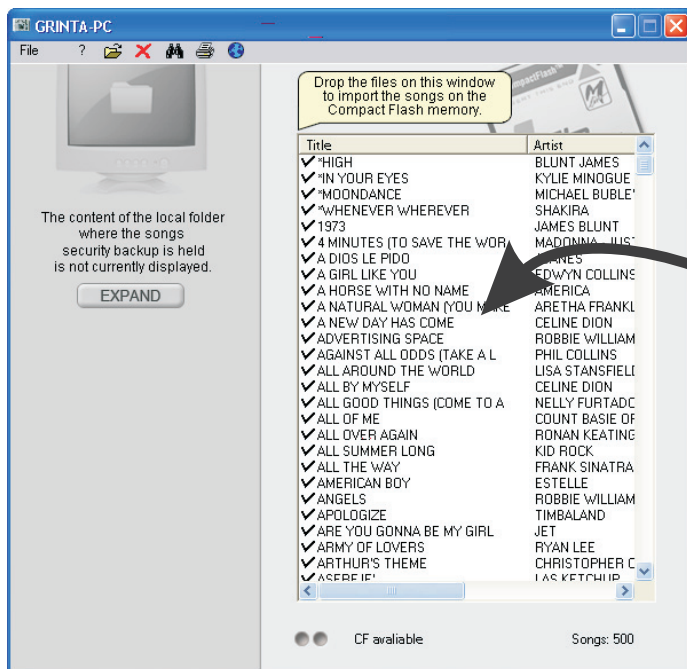 GRINTA-PC
File ?
Drop the files on this window
to import the songs on the
Compact Flash memory.
The content of the local folder
where the songs
security backup is held
is not currently displayed.
EXPAND
Title Artist
*HIGH BLUNT JAMES
*IN YOUR EYES KYLIE MINOGUE
*MOONDANCE MICHAEL BUBLE'
*WHENEVER WHEREVER SHAKIRA
1973 JAMES BLUNT
4 MINUTES (TO SAVE THE WOR MADONNA - JUST
A DIOS LE PIDO
A GIRL LIKE YOU EDWYN COLLINS
A HORSE WITH NO NAME AMERICA
A NATURAL WOMAN (YOU MAKE ARETHA FRANKL
A NEW DAY HAS COME CELINE DION
ADVERTISING SPACE ROBBIE WILLIAM
AGAINST ALL ODDS (TAKE A L PHIL COLLINS
ALL AROUND THE WORLD LISA STANSFIEL
ALL BY MYSELF CELINE DION
ALL GOOD THINGS (COME TO A NELLY FURTADO
ALL OF ME COUNT BASIE OR
ALL OVER AGAIN RONAN KEATING
ALL SUMMER LONG KID ROCK
ALL THE WAY FRANK SINATRA
AMERICAN BOY ESTELLE
ANGELS ROBBIE WILLIAM
APOLOGIZE TIMBALAND
ARE YOU GONNA BE MY GIRL JET
ARMY OF LOVERS RYAN LEE
ARTHUR'S THEME CHRISTOPHER C
ASEREJE' LAS KETCHUP
CF avaliable Songs: 500